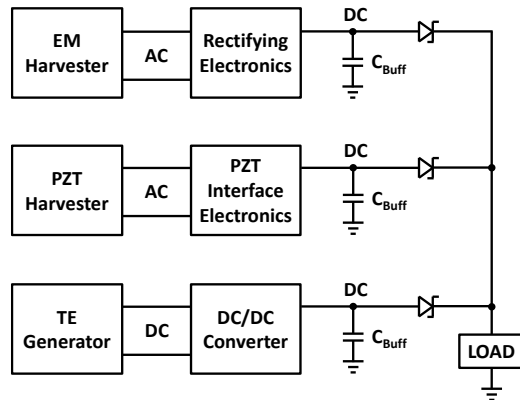 EM
Harvester
AC
Rectifying
Electronics
DC
CBuff
PZT
Harvester
AC
PZT
Interface
Electronics
DC
CBuff
TE
Generator
DC
DC/DC
Converter
DC
CBuff
LOAD